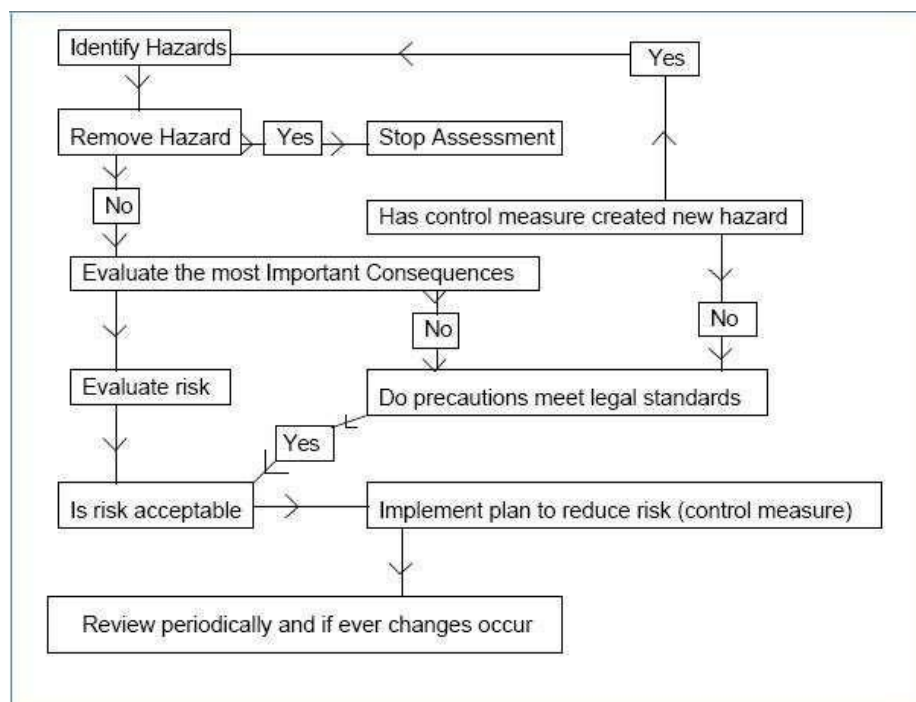 Identify Hazards
Yes
Remove Hazard
Yes
Stop Assessment
No
Has control measure created new hazard
Evaluate the most Important Consequences
No
No
Evaluate risk
Do precautions meet legal standards
Yes
Is risk acceptable
Implement plan to reduce risk (control measure)
Review periodically and if ever changes occur